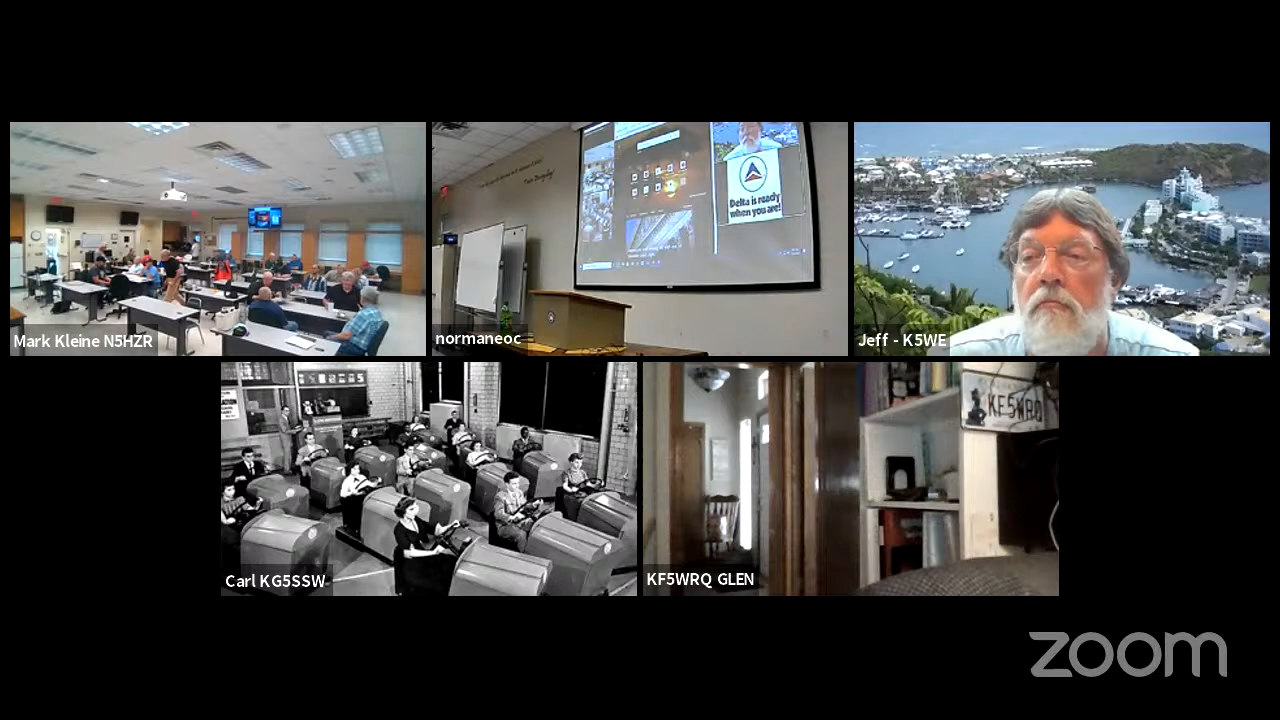 Delta is ready
when you are!
Mark Kleine N5HZR
normaneoc
Jeff - K5WE
KF5WRQ
Carl KG5SSW
KF5WRQ GLEN
zoom